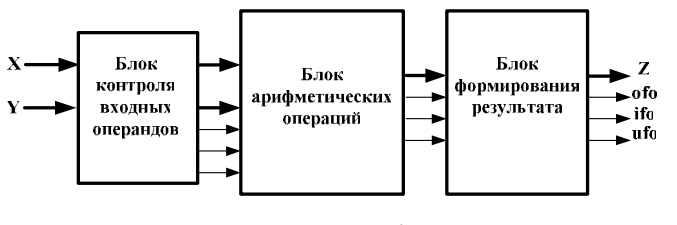 X
Y
Блок
контроля
входных
операндов
Блок
арифметических
операций
Блок
формирования
результата
Z
ofo
ifo
ufo